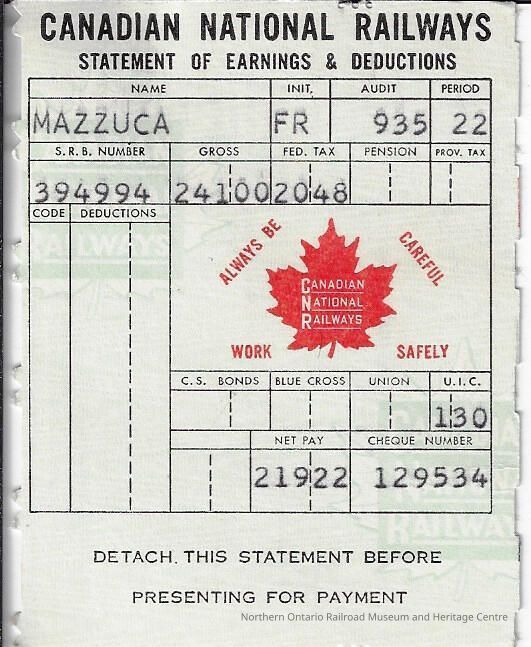 CANADIAN NATIONAL RAILWAYS
STATEMENT OF EARNINGS & DEDUCTIONS
NAME INIT. AUDIT PERIOD
MAZZUCA FR 935 22
S.R.B. NUMBER GROSS FED. TAX PENSION PROV. TAX
394994 24100 2048
CODE DEDUCTIONS
ALWAYS BE CAREFUL
CANADIAN
NATIONAL
RAILWAYS
WORK SAFELY
C.S. BONDS BLUE CROSS UNION U.I.C.
130
NET PAY CHEQUE NUMBER
21922 129534
DETACH. THIS STATEMENT BEFORE
PRESENTING FOR PAYMENT
Northern Ontario Railroad Museum and Heritage Centre